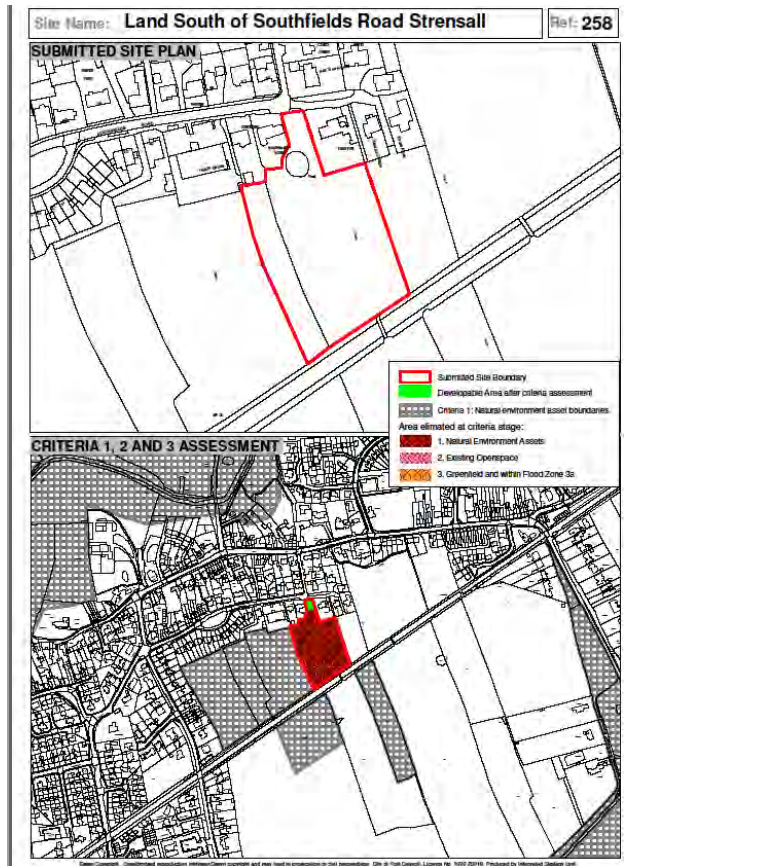 Site Name: Land South of Southfields Road Strensall
Ref: 258
SUBMITTED SITE PLAN
Submitted Site Boundary
Developable Area after criteria assessment
Criteria 1: Natural environment asset boundaries
Area elimated at criteria stage:
1. Natural Environment Assets
2. Existing Openspace
3. Greenfield and within Flood Zone 3a
CRITERIA 1, 2 AND 3 ASSESSMENT